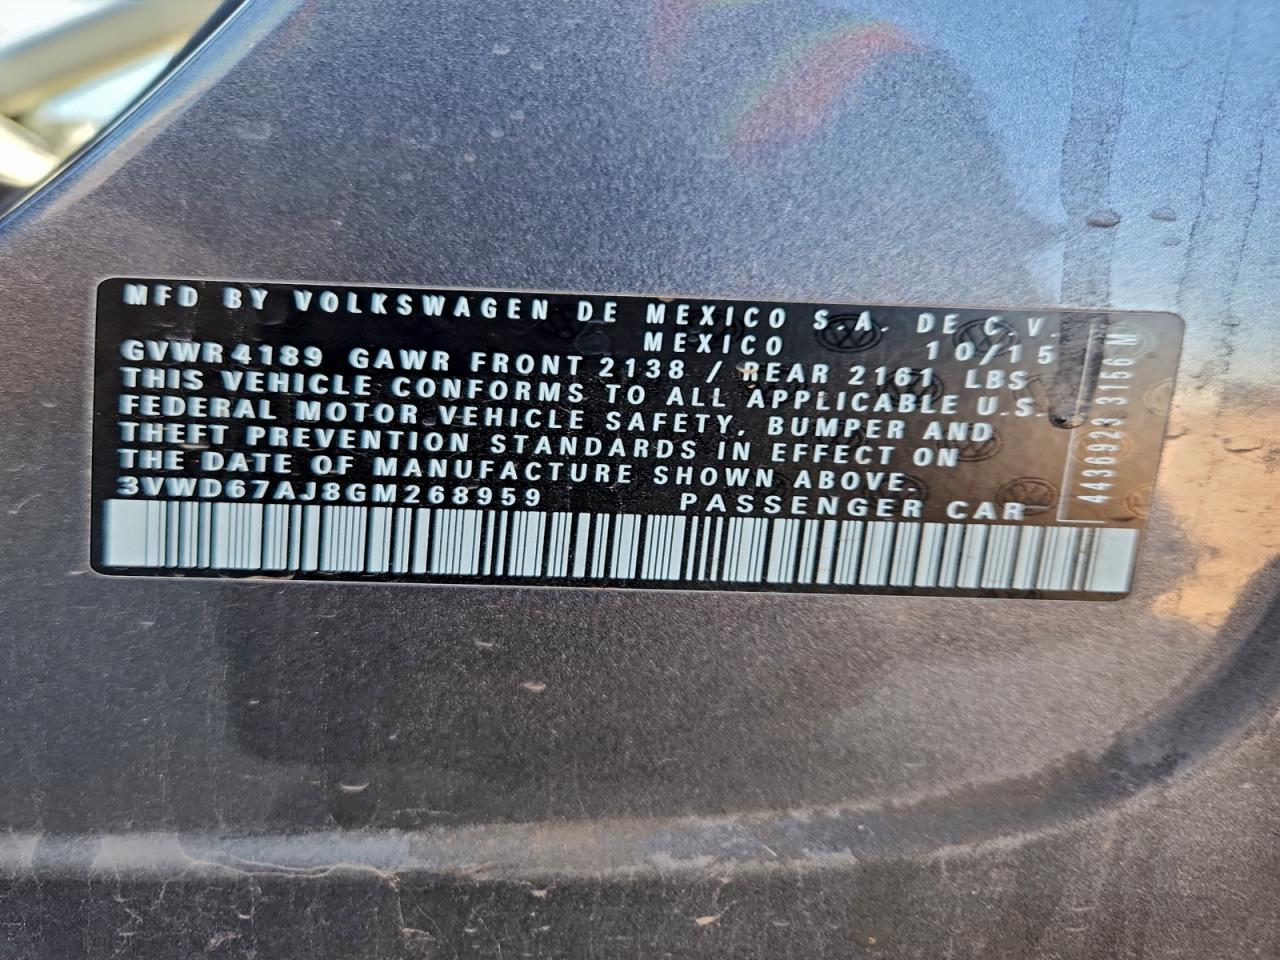 MFD BY VOLKSWAGEN DE MEXICO S.A. DE C.V.
MEXICO 10/15
GVWR 4189 GAWR FRONT 2138 / REAR 2161 LBS
THIS VEHICLE CONFORMS TO ALL APPLICABLE U.S.
FEDERAL MOTOR VEHICLE SAFETY, BUMPER AND
THEFT PREVENTION STANDARDS IN EFFECT ON
THE DATE OF MANUFACTURE SHOWN ABOVE.
3VWD67AJ8GM268959 PASSENGER CAR
4436923 3156 M